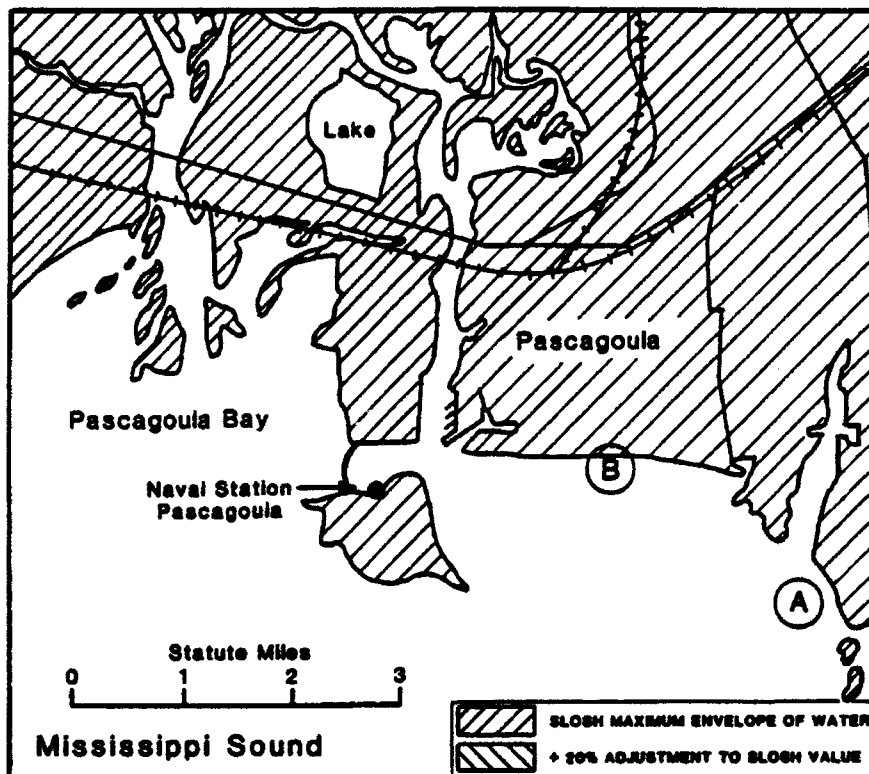 Lake
Pascagoula
Pascagoula Bay
B
Naval Station
Pascagoula
A
Statute Miles
0 1 2 3
Mississippi Sound
SLOSH MAXIMUM ENVELOPE OF WATER
+ 20% ADJUSTMENT TO SLOSH VALUE